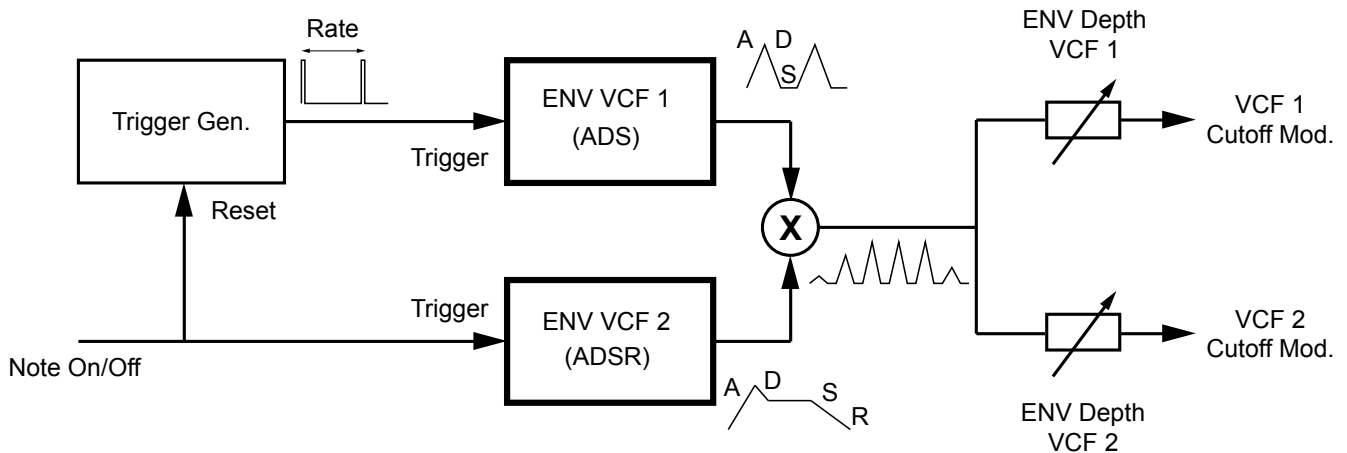 Rate
Trigger Gen.
Reset
Note On/Off
Trigger
ENV VCF 1
(ADS)
A D
S
Trigger
ENV VCF 2
(ADSR)
A D S
R
X
ENV Depth
VCF 1
VCF 1
Cutoff Mod.
VCF 2
Cutoff Mod.
ENV Depth
VCF 2